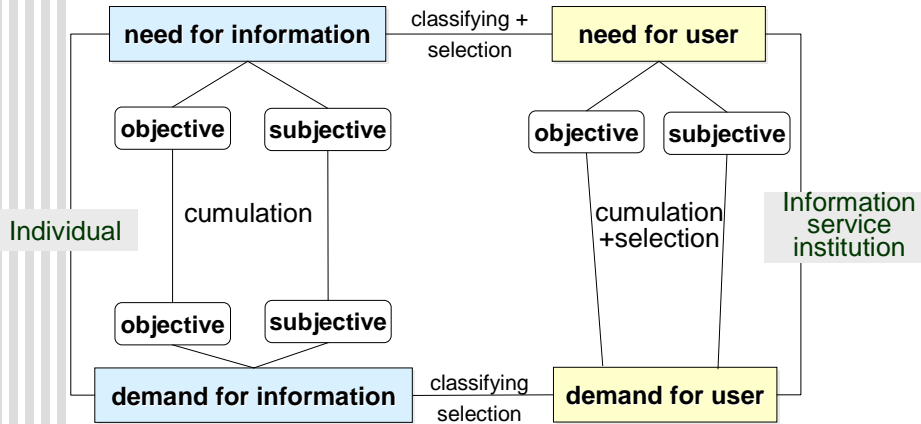 need for information
classifying +
selection
need for user
objective
subjective
objective
subjective
Individual
cumulation
cumulation
+selection
Information
service
institution
objective
subjective
demand for information
classifying
selection
demand for user